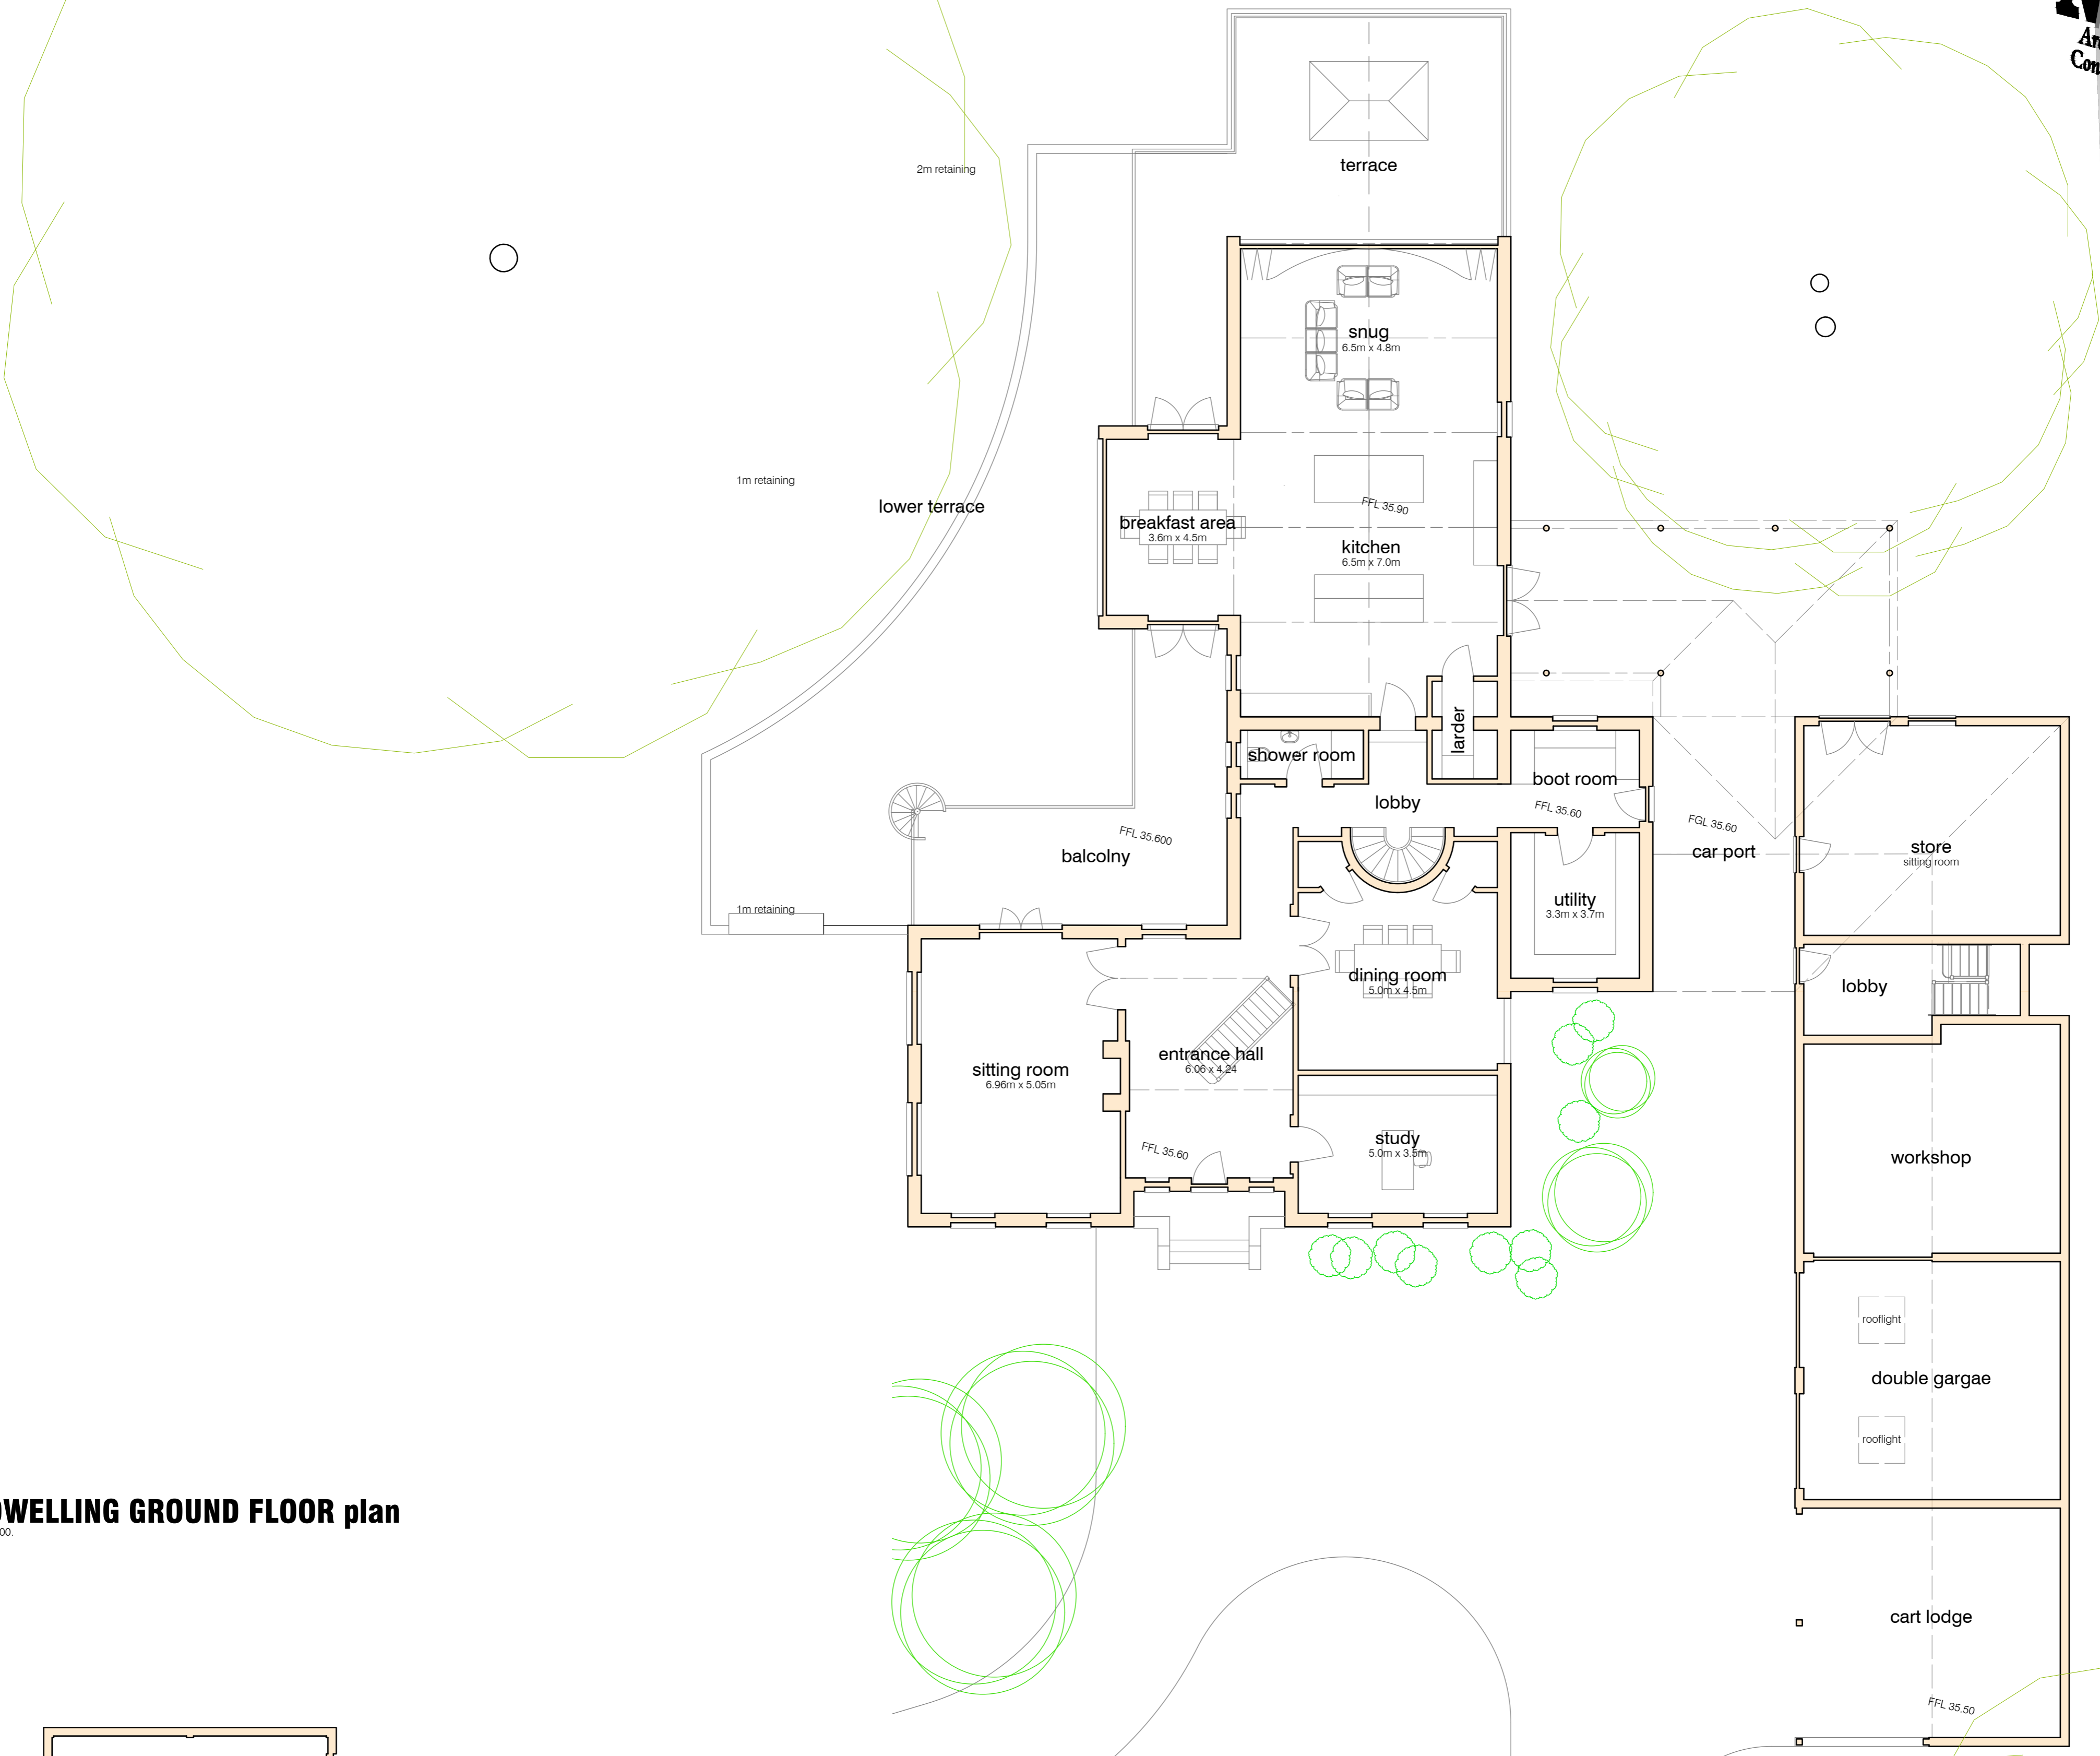 2m retaining
terrace
snug
6.5m x 4.8m
1m retaining
lower terrace
FFL 35.90
breakfast area
3.6m x 4.5m
kitchen
6.5m x 7.0m
larder
shower room
boot room
lobby
FFL 35.60
FGL 35.60
car port
FFL 35.600
balcolny
store
sitting room
utility
3.3m x 3.7m
1m retaining
dining room
5.0m x 4.5m
lobby
entrance hall
6.06 x 4.24
sitting room
6.96m x 5.05m
study
5.0m x 3.5m
FFL 35.60
workshop
rooflight
double gargae
rooflight
WELLING GROUND FLOOR plan
00.
cart lodge
FFL 35.50